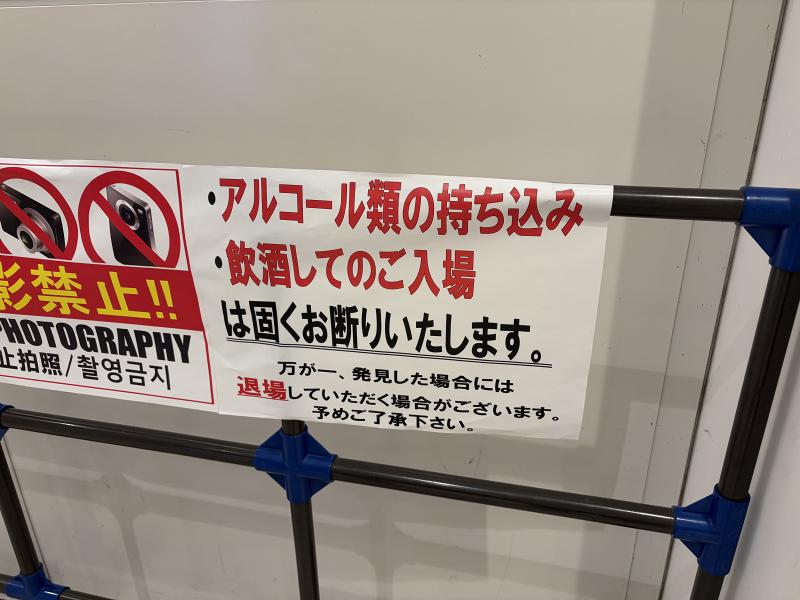 影禁止!!
PHOTOGRAPHY
止拍照/촬영금지
・アルコール類の持ち込み
・飲酒してのご入場
は固くお断りいたします。
万が一、発見した場合には
退場していただく場合がございます。
予めご了承下さい。